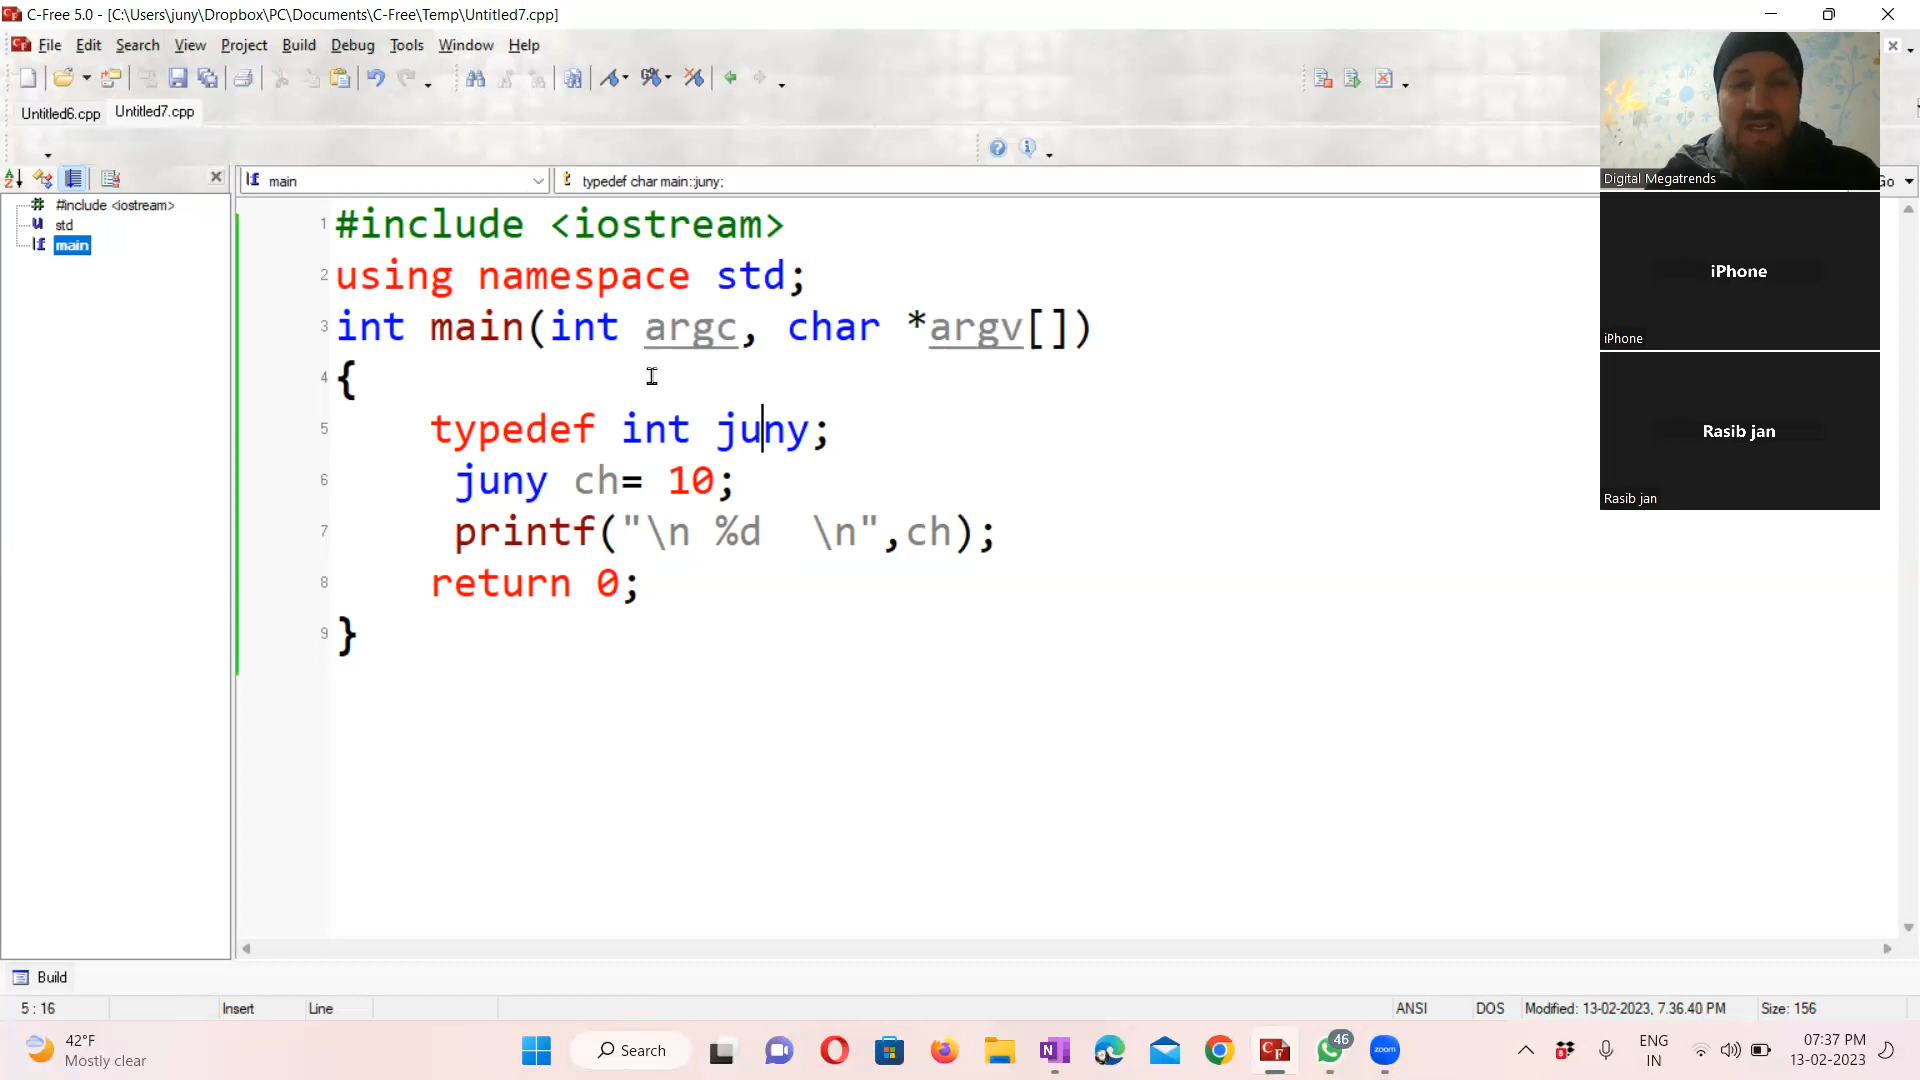 C-Free 5.0 - [C:\Users\juny\Dropbox\PC\Documents\C-Free\Temp\Untitled7.cpp]
File Edit Search View Project Build Debug Tools Window Help
Untitled6.cpp Untitled7.cpp
main typedef char main::juny; Go
#include <iostream>
std
main
1 #include <iostream>
2 using namespace std;
3 int main(int argc, char *argv[])
4 {
5 typedef int juny;
6 juny ch= 10;
7 printf("\n %d  \n",ch);
8 return 0;
9 }
Digital Megatrends
iPhone
iPhone
Rasib jan
Rasib jan
Build
5 : 16 Insert Line ANSI DOS Modified: 13-02-2023, 7.36.40 PM Size: 156
42°F
Mostly clear
Search
46
zoom
ENG
IN
07:37 PM
13-02-2023